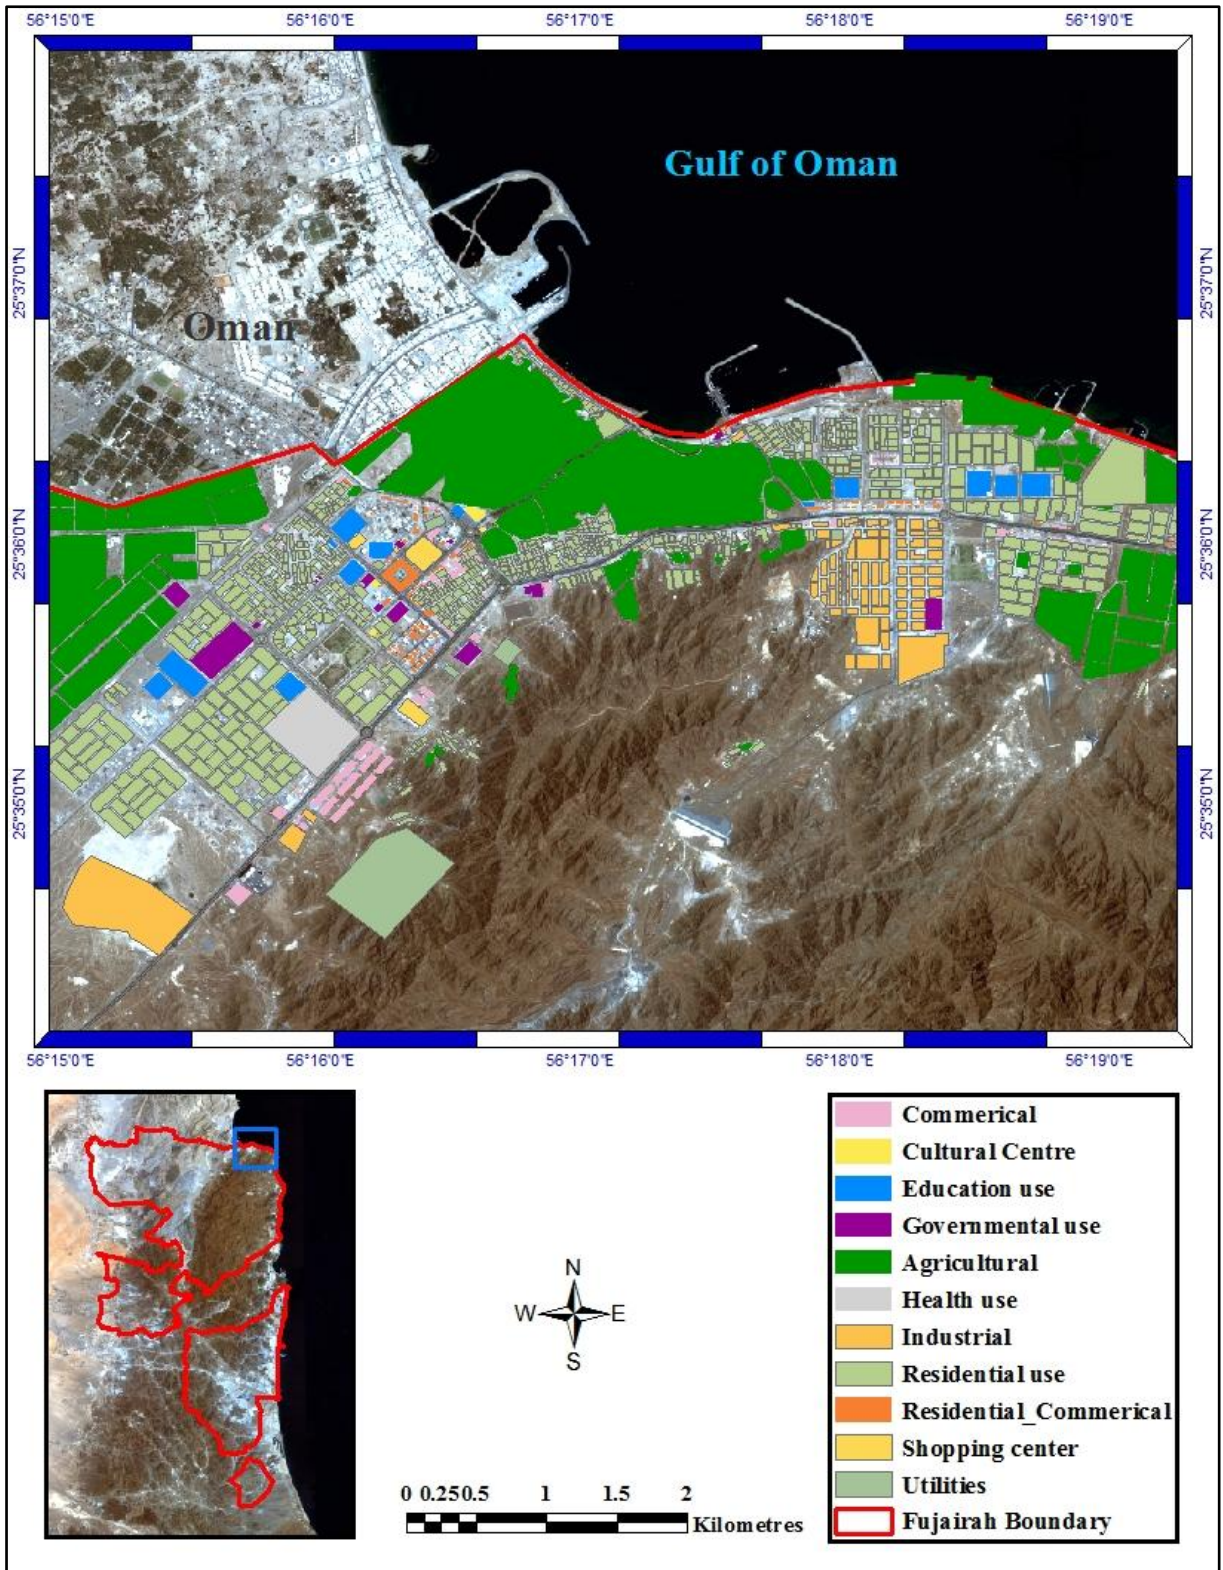 56°15'0"E 56°16'0"E 56°17'0"E 56°18'0"E 56°19'0"E
Gulf of Oman
25°37'0"N 25°37'0"N
Oman
25°36'0"N 25°36'0"N
25°35'0"N 25°35'0"N
56°15'0"E 56°16'0"E 56°17'0"E 56°18'0"E 56°19'0"E
Commerical
Cultural Centre
Education use
Governmental use
Agricultural
Health use
Industrial
Residential use
Residential_Commerical
Shopping center
Utilities
Fujairah Boundary
N
W E
S
0 0.25 0.5 1 1.5 2
Kilometres